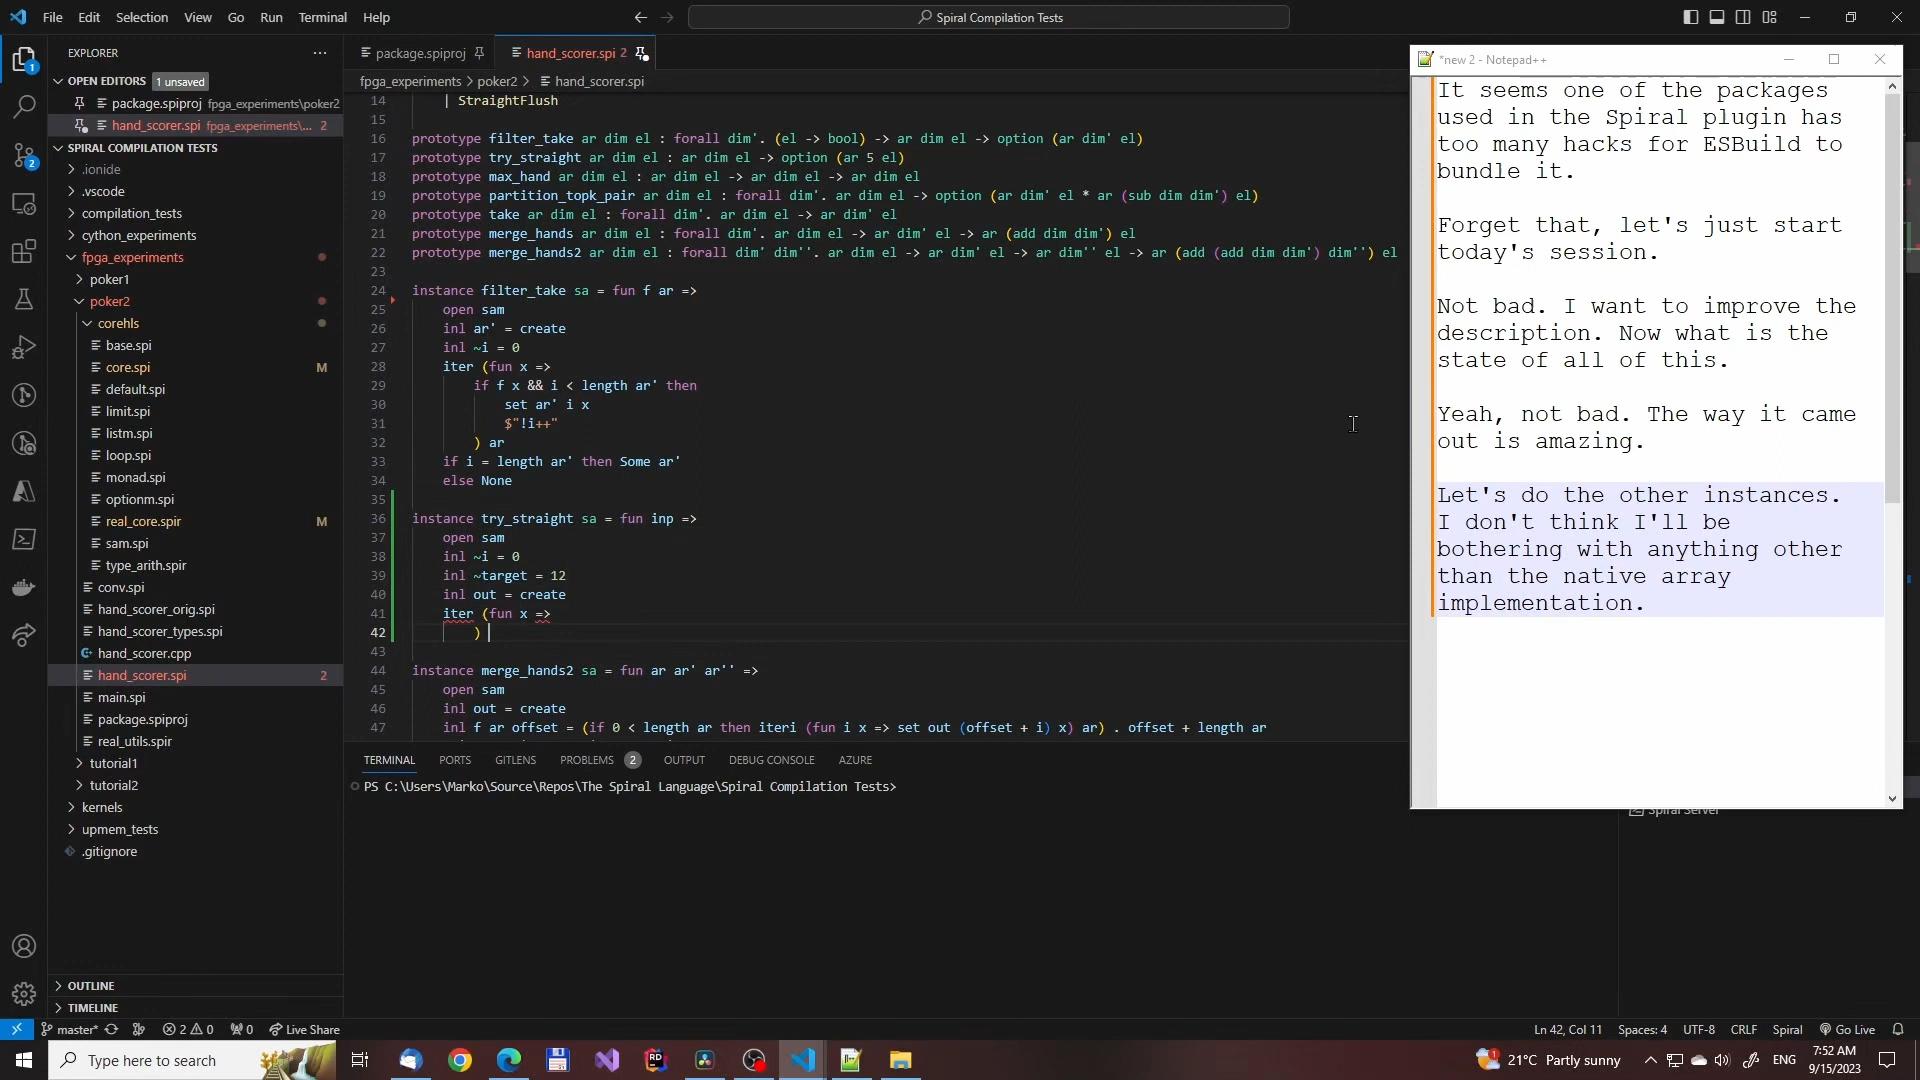 File Edit Selection View Go Run Terminal Help
Spiral Compilation Tests
EXPLORER
OPEN EDITORS 1 unsaved
package.spiproj fpga_experiments\poker2
hand_scorer.spi fpga_experiments\... 2
SPIRAL COMPILATION TESTS
.ionide
.vscode
compilation_tests
cython_experiments
fpga_experiments
poker1
poker2
corehls
base.spi
core.spi M
default.spi
limit.spi
listm.spi
loop.spi
monad.spi
optionm.spi
real_core.spir M
sam.spi
type_arith.spir
conv.spi
hand_scorer_orig.spi
hand_scorer_types.spi
hand_scorer.cpp
hand_scorer.spi 2
main.spi
package.spiproj
real_utils.spir
tutorial1
tutorial2
kernels
upmem_tests
.gitignore
OUTLINE
TIMELINE
package.spiproj
hand_scorer.spi 2
fpga_experiments > poker2 > hand_scorer.spi
14 | StraightFlush
15
16 prototype filter_take ar dim el : forall dim'. (el -> bool) -> ar dim el -> option (ar dim' el)
17 prototype try_straight ar dim el : ar dim el -> option (ar 5 el)
18 prototype max_hand ar dim el : ar dim el -> ar dim el -> ar dim el
19 prototype partition_topk_pair ar dim el : forall dim'. ar dim el -> option (ar dim' el * ar (sub dim dim') el)
20 prototype take ar dim el : forall dim'. ar dim el -> ar dim' el
21 prototype merge_hands ar dim el : forall dim'. ar dim el -> ar dim' el -> ar (add dim dim') el
22 prototype merge_hands2 ar dim el : forall dim' dim''. ar dim el -> ar dim' el -> ar dim'' el -> ar (add (add dim dim') dim'') el
23
24 instance filter_take sa = fun f ar =>
25 open sam
26 inl ar' = create
27 inl ~i = 0
28 iter (fun x =>
29 if f x && i < length ar' then
30 set ar' i x
31 $"!i++"
32 ) ar
33 if i = length ar' then Some ar'
34 else None
35
36 instance try_straight sa = fun inp =>
37 open sam
38 inl ~i = 0
39 inl ~target = 12
40 inl out = create
41 iter (fun x =>
42 )
43
44 instance merge_hands2 sa = fun ar ar' ar'' =>
45 open sam
46 inl out = create
47 inl f ar offset = (if 0 < length ar then iteri (fun i x => set out (offset + i) x) ar) . offset + length ar
TERMINAL PORTS GITLENS PROBLEMS 2 OUTPUT DEBUG CONSOLE AZURE
PS C:\Users\Marko\Source\Repos\The Spiral Language\Spiral Compilation Tests>
*new 2 - Notepad++
It seems one of the packages
used in the Spiral plugin has
too many hacks for ESBuild to
bundle it.
Forget that, let's just start
today's session.
Not bad. I want to improve the
description. Now what is the
state of all of this.
Yeah, not bad. The way it came
out is amazing.
Let's do the other instances.
I don't think I'll be
bothering with anything other
than the native array
implementation.
Spiral Server
master* 2 0 0 Live Share
Ln 42, Col 11 Spaces: 4 UTF-8 CRLF Spiral Go Live
Type here to search
21°C Partly sunny ENG 7:52 AM
9/15/2023